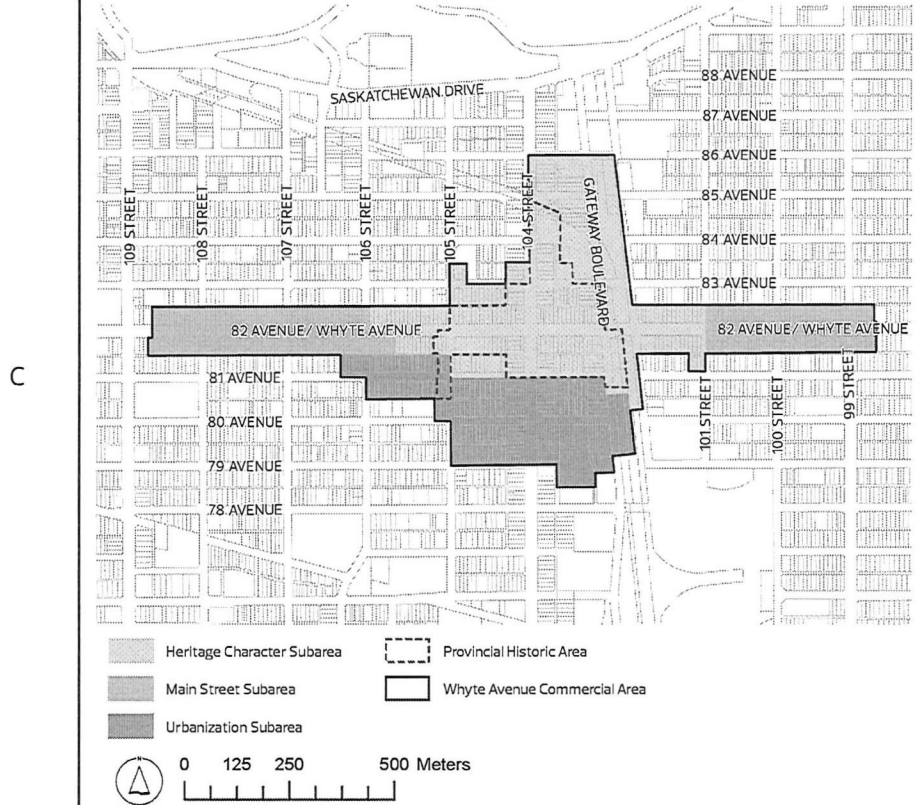 C
SASKATCHEWAN DRIVE
88 AVENUE
87 AVENUE
86 AVENUE
85 AVENUE
84 AVENUE
83 AVENUE
109 STREET
108 STREET
107 STREET
106 STREET
105 STREET
104 STREET
GATEWAY BOULEVARD
82 AVENUE/ WHYTE AVENUE
82 AVENUE/ WHYTE AVENUE
81 AVENUE
80 AVENUE
79 AVENUE
78 AVENUE
101 STREET
100 STREET
99 STREET
Heritage Character Subarea
Provincial Historic Area
Main Street Subarea
Whyte Avenue Commercial Area
Urbanization Subarea
N
0 125 250 500 Meters